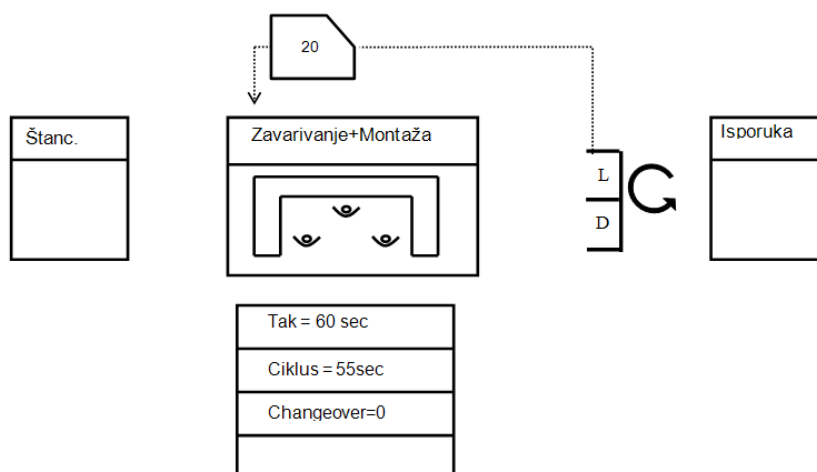 20
Štanc.
Zavarivanje+Montaža
L
D
Isporuka
Tak = 60 sec
Ciklus = 55sec
Changeover=0